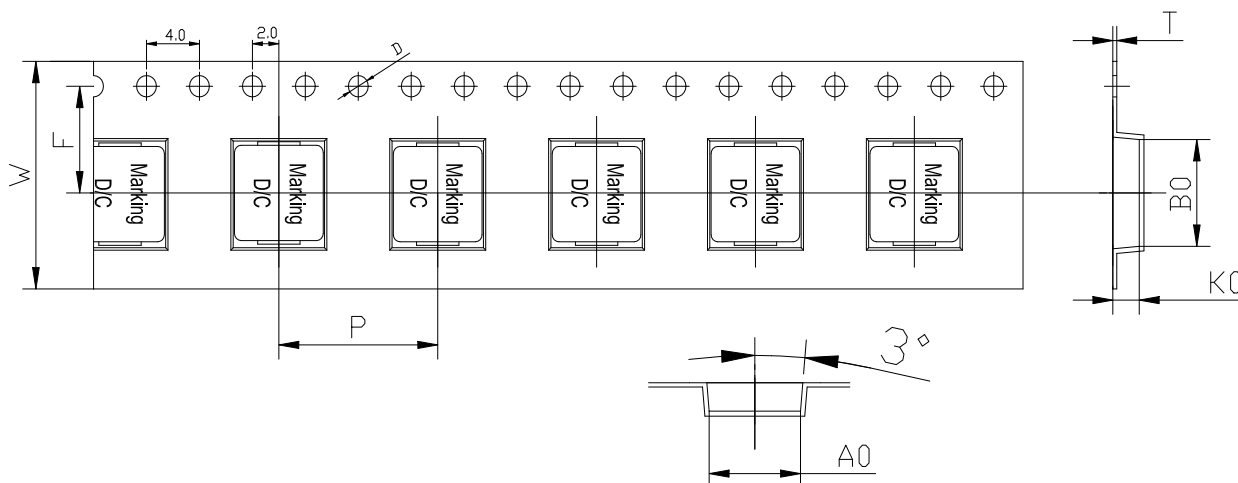 4.0
2.0
D
T
W
F
Marking
D/C
Marking
D/C
Marking
D/C
Marking
D/C
Marking
D/C
Marking
D/C
B0
K0
P
3°
A0